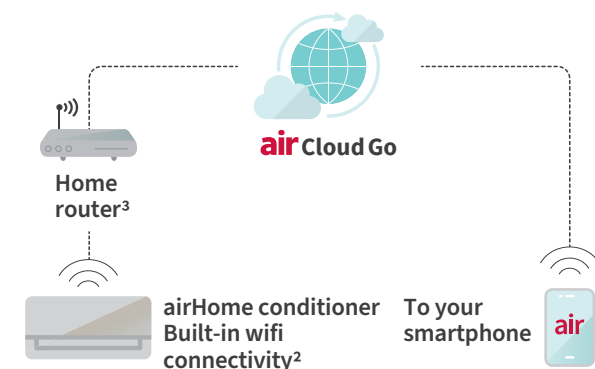 air Cloud Go
Home
router³
airHome conditioner
Built-in wifi
connectivity²
To your
smartphone
air